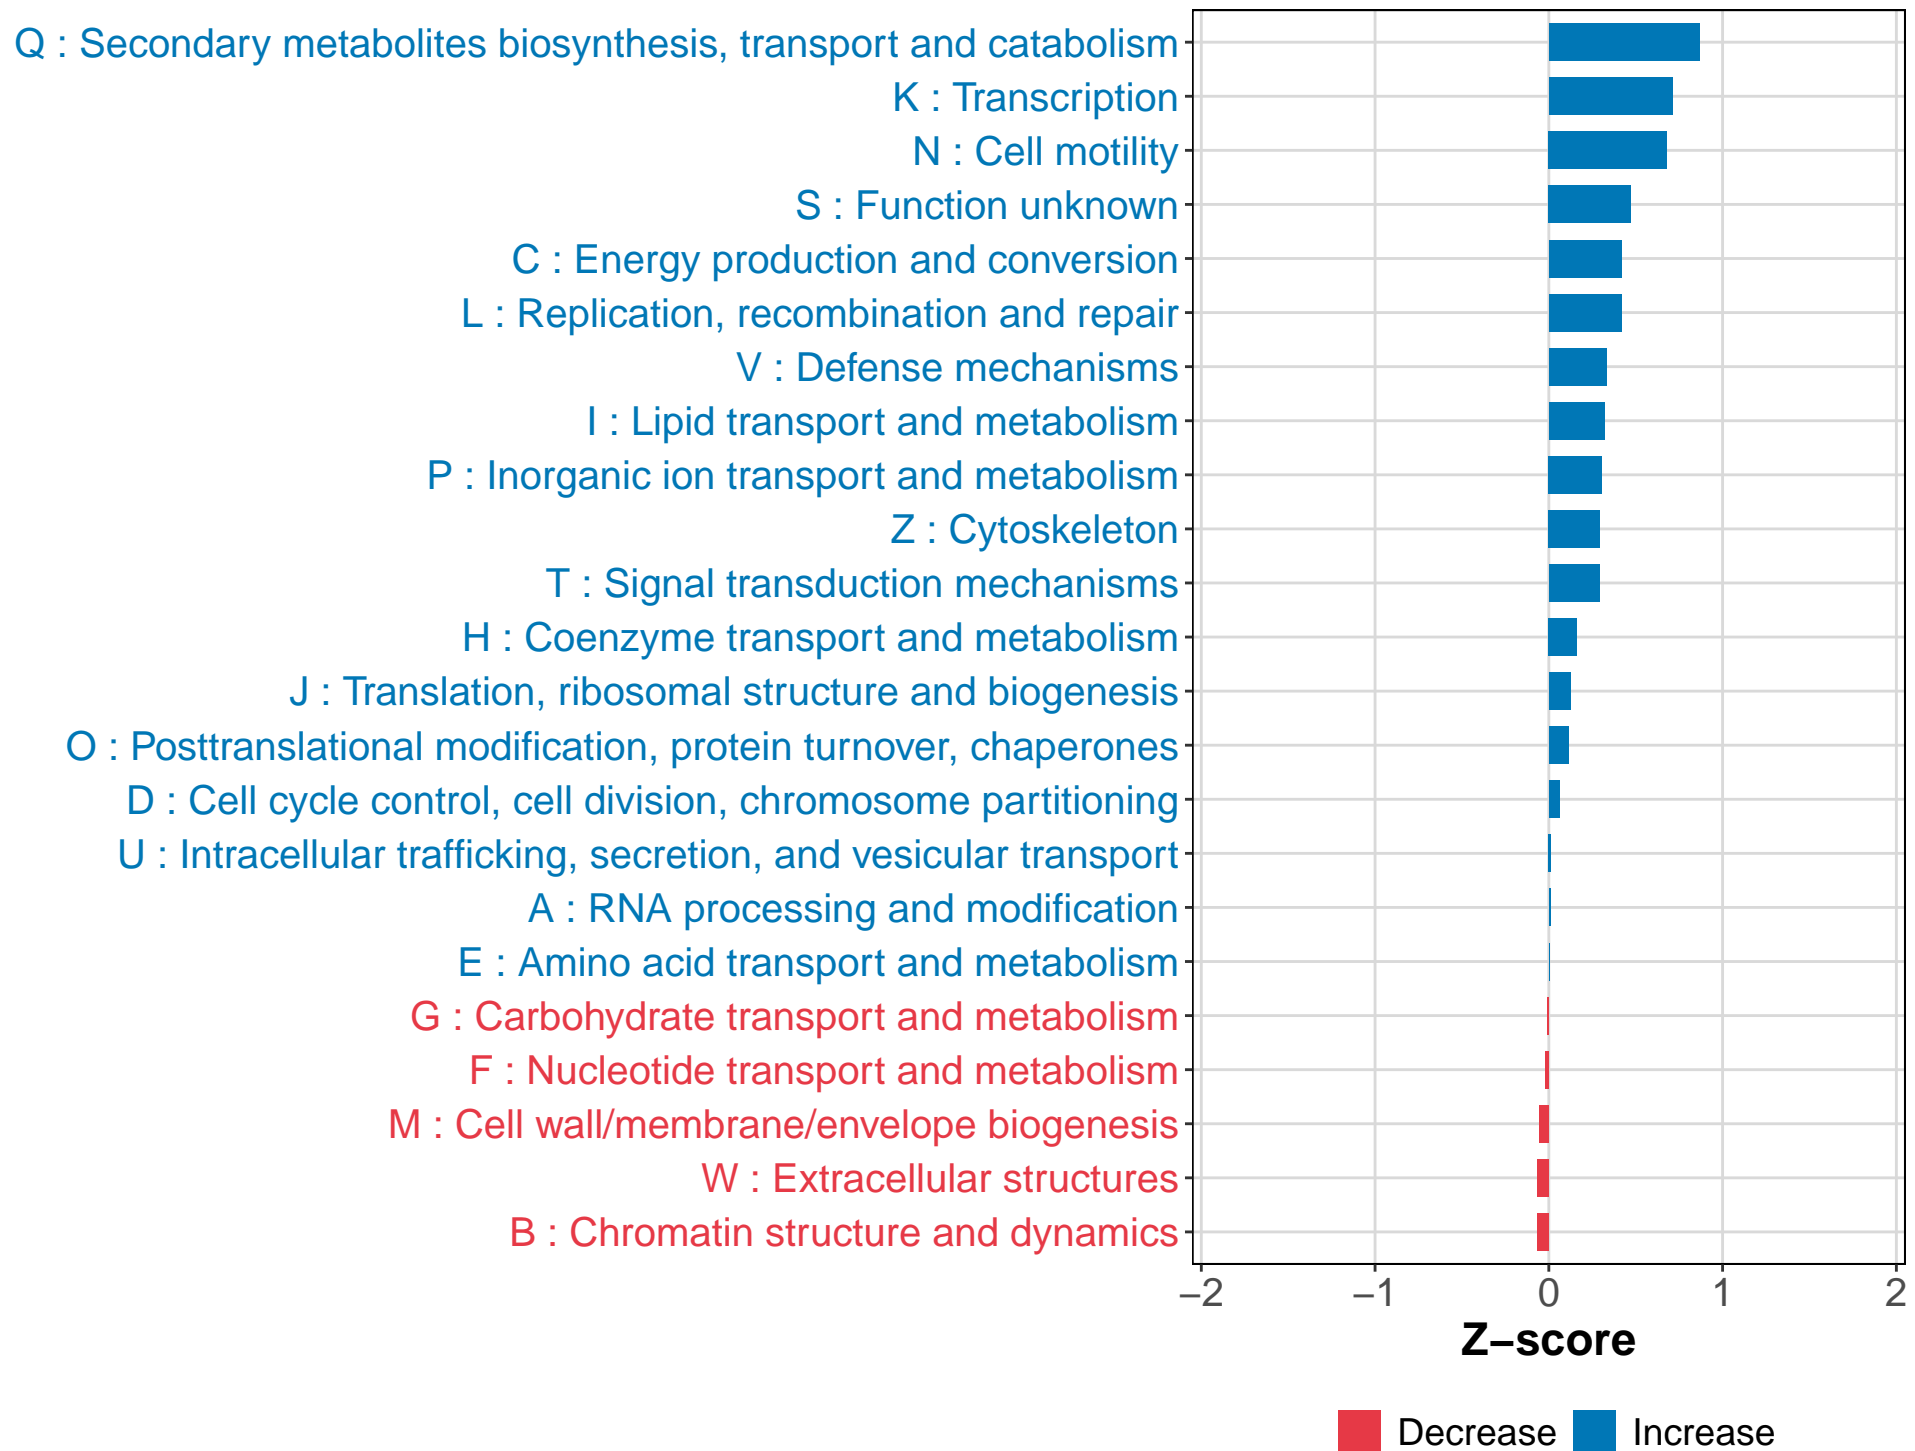 Q : Secondary metabolites biosynthesis, transport and catabolism
K : Transcription
N : Cell motility
S : Function unknown
C : Energy production and conversion
L : Replication, recombination and repair
V : Defense mechanisms
I : Lipid transport and metabolism
P : Inorganic ion transport and metabolism
Z : Cytoskeleton
T : Signal transduction mechanisms
H : Coenzyme transport and metabolism
J : Translation, ribosomal structure and biogenesis
O : Posttranslational modification, protein turnover, chaperones
D : Cell cycle control, cell division, chromosome partitioning
U : Intracellular trafficking, secretion, and vesicular transport
A : RNA processing and modification
E : Amino acid transport and metabolism
G : Carbohydrate transport and metabolism
F : Nucleotide transport and metabolism
M : Cell wall/membrane/envelope biogenesis
W : Extracellular structures
B : Chromatin structure and dynamics
−2 −1 0 1 2
Z−score
Decrease Increase